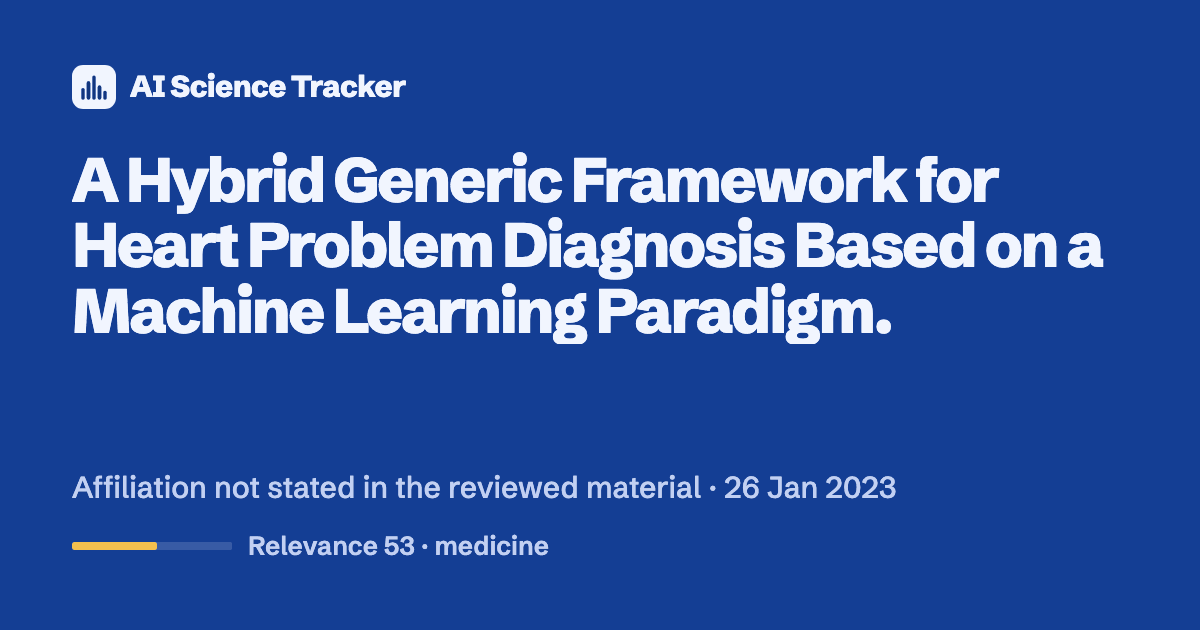 AI Science Tracker
A Hybrid Generic Framework for
Heart Problem Diagnosis Based on a
Machine Learning Paradigm.
Affiliation not stated in the reviewed material · 26 Jan 2023
Relevance 53 · medicine